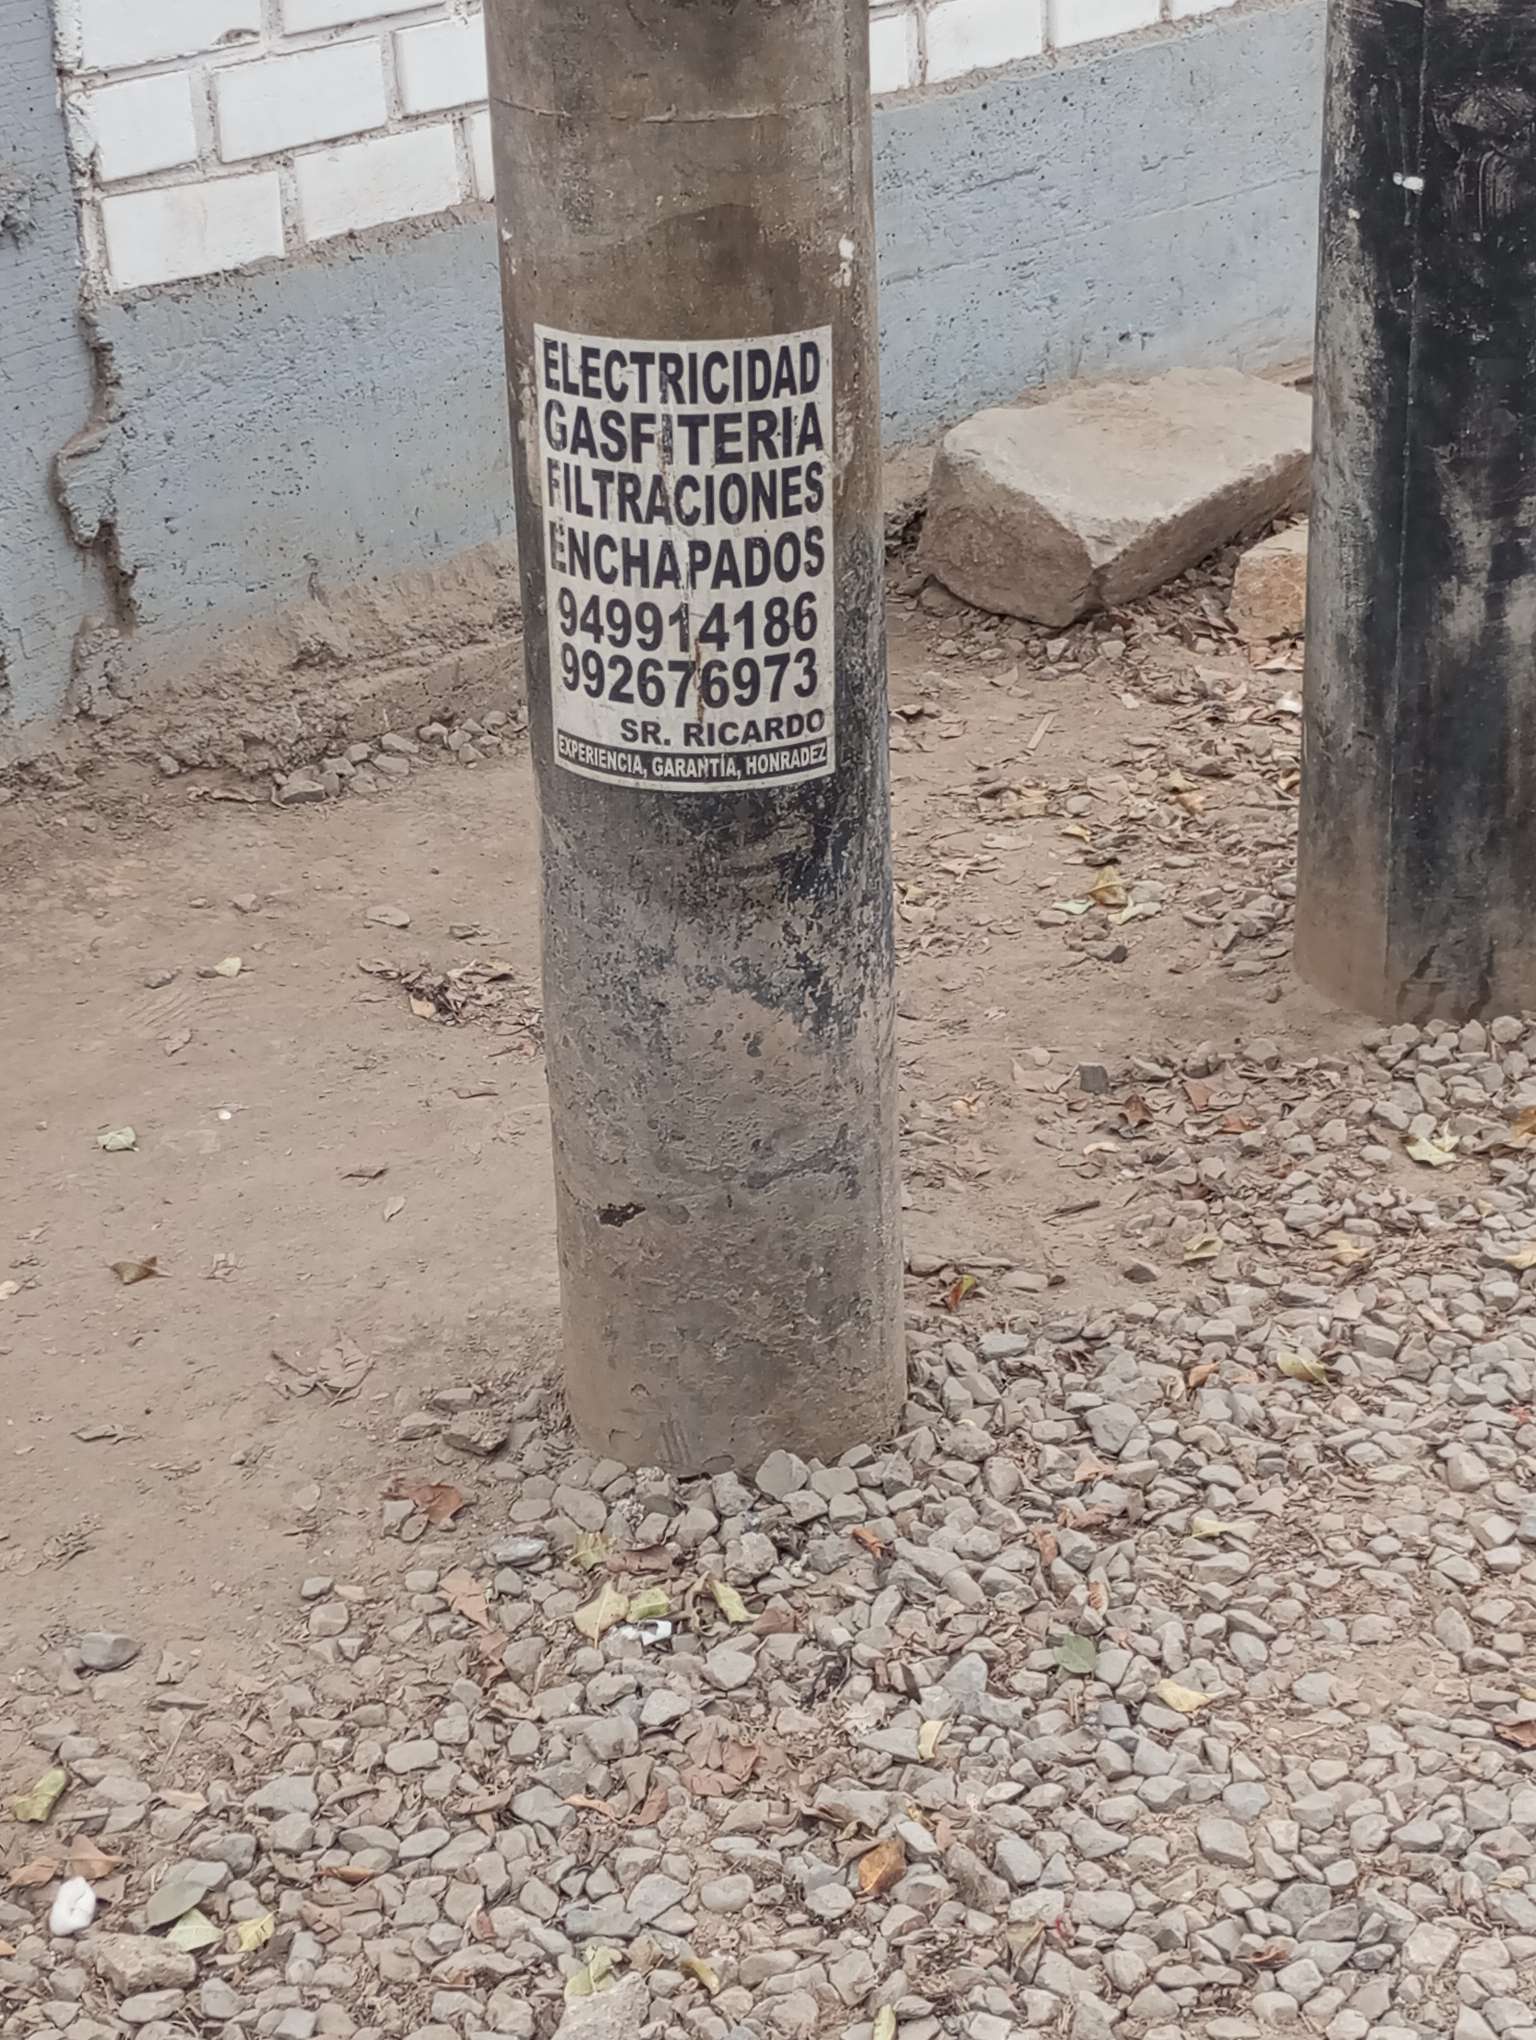 ELECTRICIDAD
GASFITERIA
FILTRACIONES
ENCHAPADOS
949914186
992676973
SR. RICARDO
EXPERIENCIA, GARANTÍA, HONRADEZ